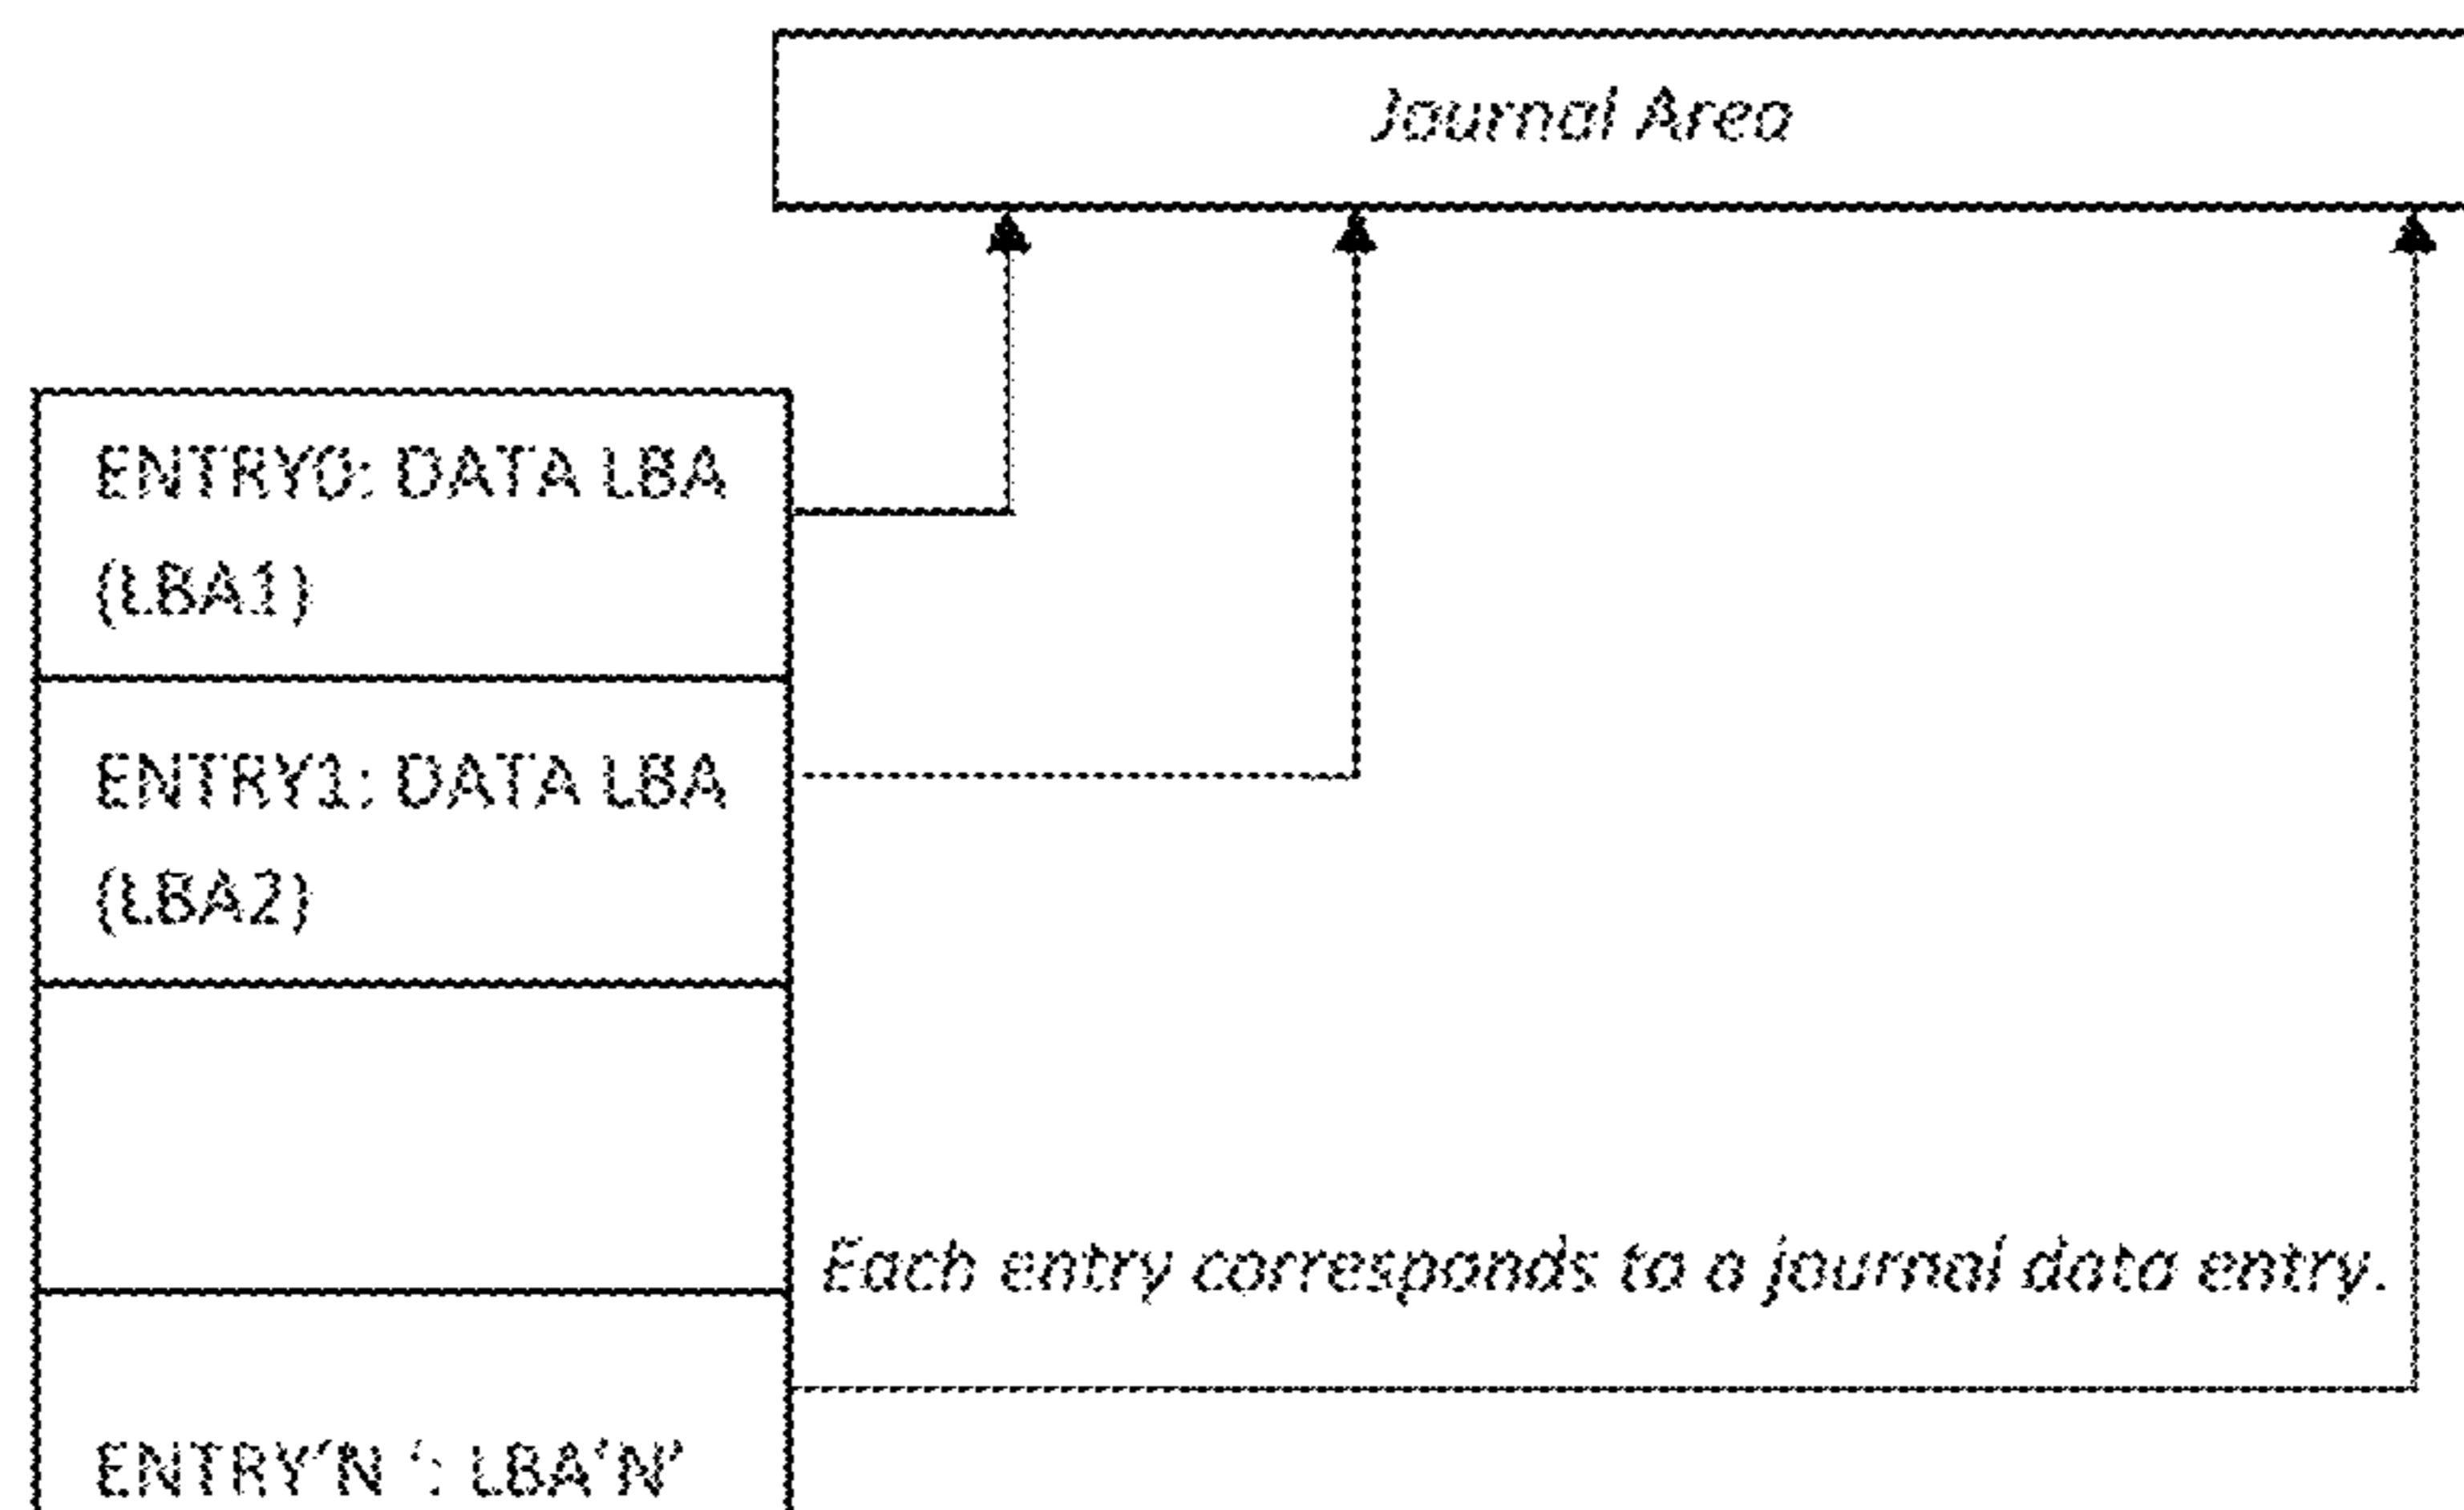 Journal Area
ENTRY0: DATA LBA
(LBA1)
ENTRY1: DATA LBA
(LBA2)
Each entry corresponds to a journal data entry.
ENTRY'N ': LBA'N'